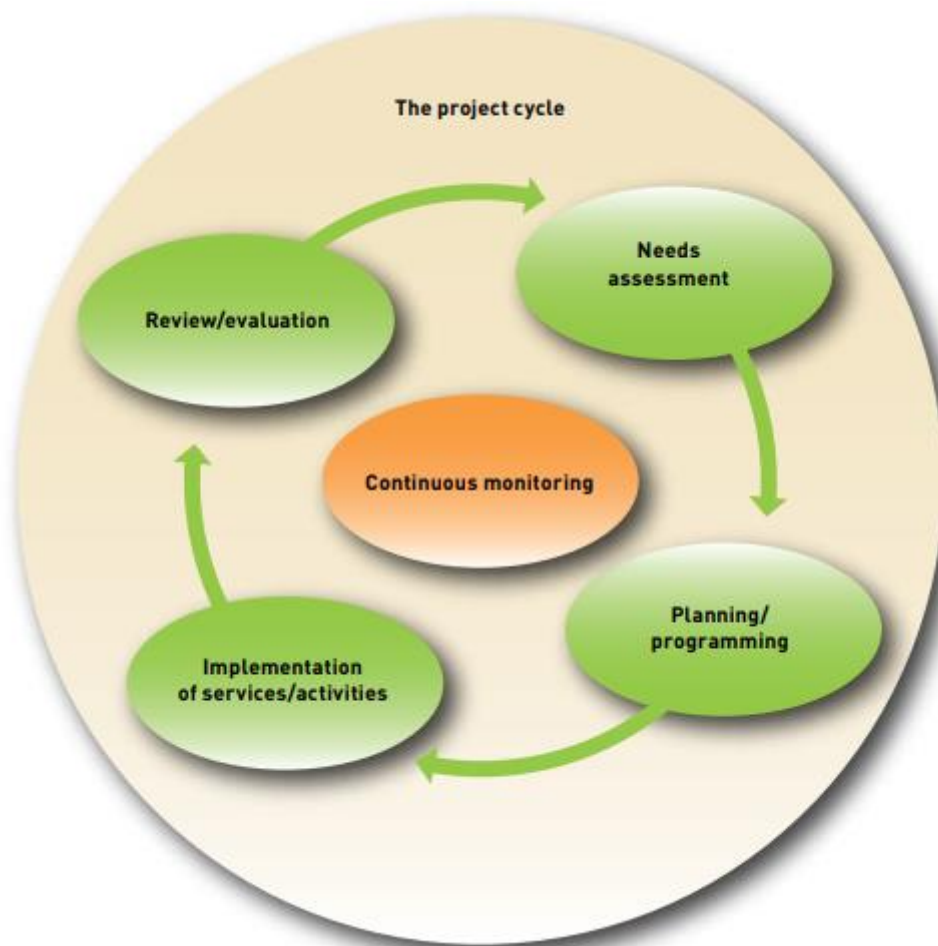 The project cycle
Needs
assessment
Review/evaluation
Continuous monitoring
Planning/
programming
Implementation
of services/activities